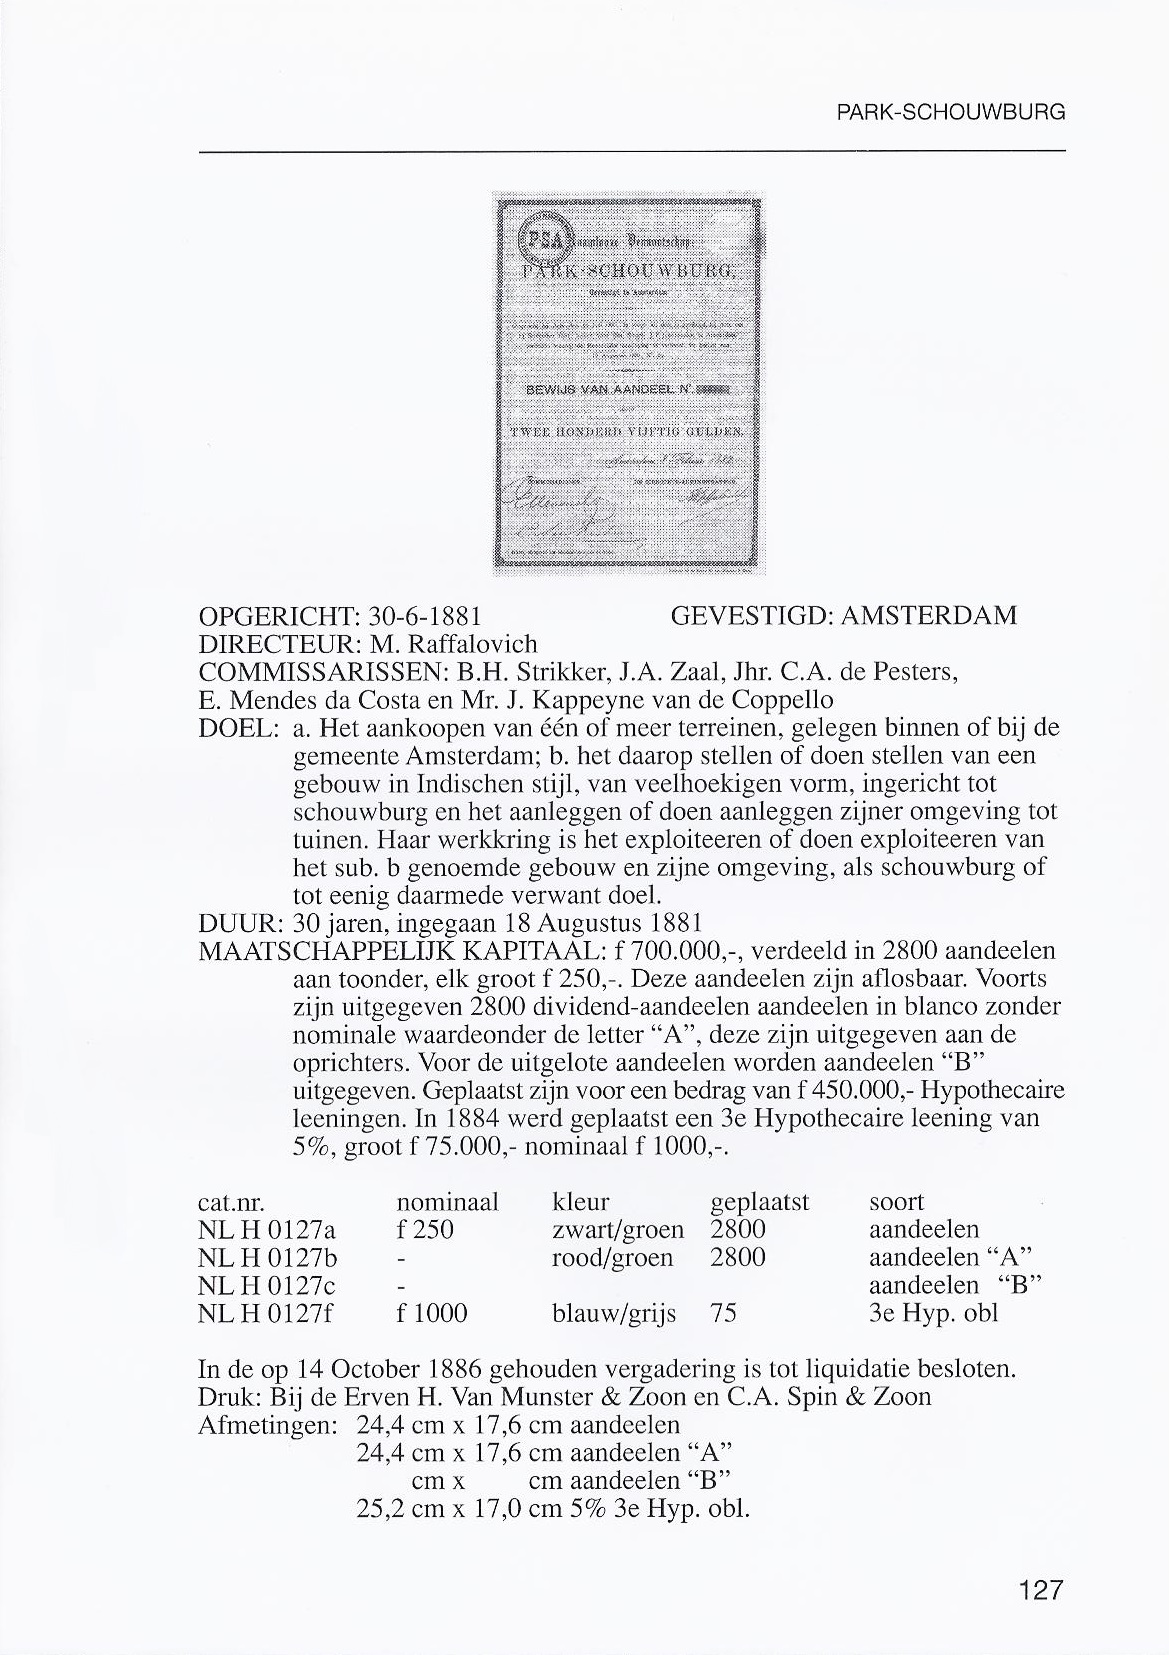 PARK-SCHOUWBURG
PSA
PARK-SCHOUWBURG,
Gevestigd te Amsterdam
BEWIJS VAN AANDEEL Nº.
TWEE HONDERD VIJFTIG GULDEN.
OPGERICHT: 30-6-1881 GEVESTIGD: AMSTERDAM
DIRECTEUR: M. Raffalovich
COMMISSARISSEN: B.H. Strikker, J.A. Zaal, Jhr. C.A. de Pesters,
E. Mendes da Costa en Mr. J. Kappeyne van de Coppello
DOEL: a. Het aankoopen van één of meer terreinen, gelegen binnen of bij de
gemeente Amsterdam; b. het daarop stellen of doen stellen van een
gebouw in Indischen stijl, van veelhoekigen vorm, ingericht tot
schouwburg en het aanleggen of doen aanleggen zijner omgeving tot
tuinen. Haar werkkring is het exploiteeren of doen exploiteeren van
het sub. b genoemde gebouw en zijne omgeving, als schouwburg of
tot eenig daarmede verwant doel.
DUUR: 30 jaren, ingegaan 18 Augustus 1881
MAATSCHAPPELIJK KAPITAAL: f 700.000,-, verdeeld in 2800 aandeelen
aan toonder, elk groot f 250,-. Deze aandeelen zijn aflosbaar. Voorts
zijn uitgegeven 2800 dividend-aandeelen aandeelen in blanco zonder
nominale waardeonder de letter “A”, deze zijn uitgegeven aan de
oprichters. Voor de uitgelote aandeelen worden aandeelen “B”
uitgegeven. Geplaatst zijn voor een bedrag van f 450.000,- Hypothecaire
leeningen. In 1884 werd geplaatst een 3e Hypothecaire leening van
5%, groot f 75.000,- nominaal f 1000,-.
cat.nr. nominaal kleur geplaatst soort
NL H 0127a f 250 zwart/groen 2800 aandeelen
NL H 0127b - rood/groen 2800 aandeelen “A”
NL H 0127c - aandeelen “B”
NL H 0127f f 1000 blauw/grijs 75 3e Hyp. obl
In de op 14 October 1886 gehouden vergadering is tot liquidatie besloten.
Druk: Bij de Erven H. Van Munster & Zoon en C.A. Spin & Zoon
Afmetingen: 24,4 cm x 17,6 cm aandeelen
24,4 cm x 17,6 cm aandeelen “A”
cm x cm aandeelen “B”
25,2 cm x 17,0 cm 5% 3e Hyp. obl.
127